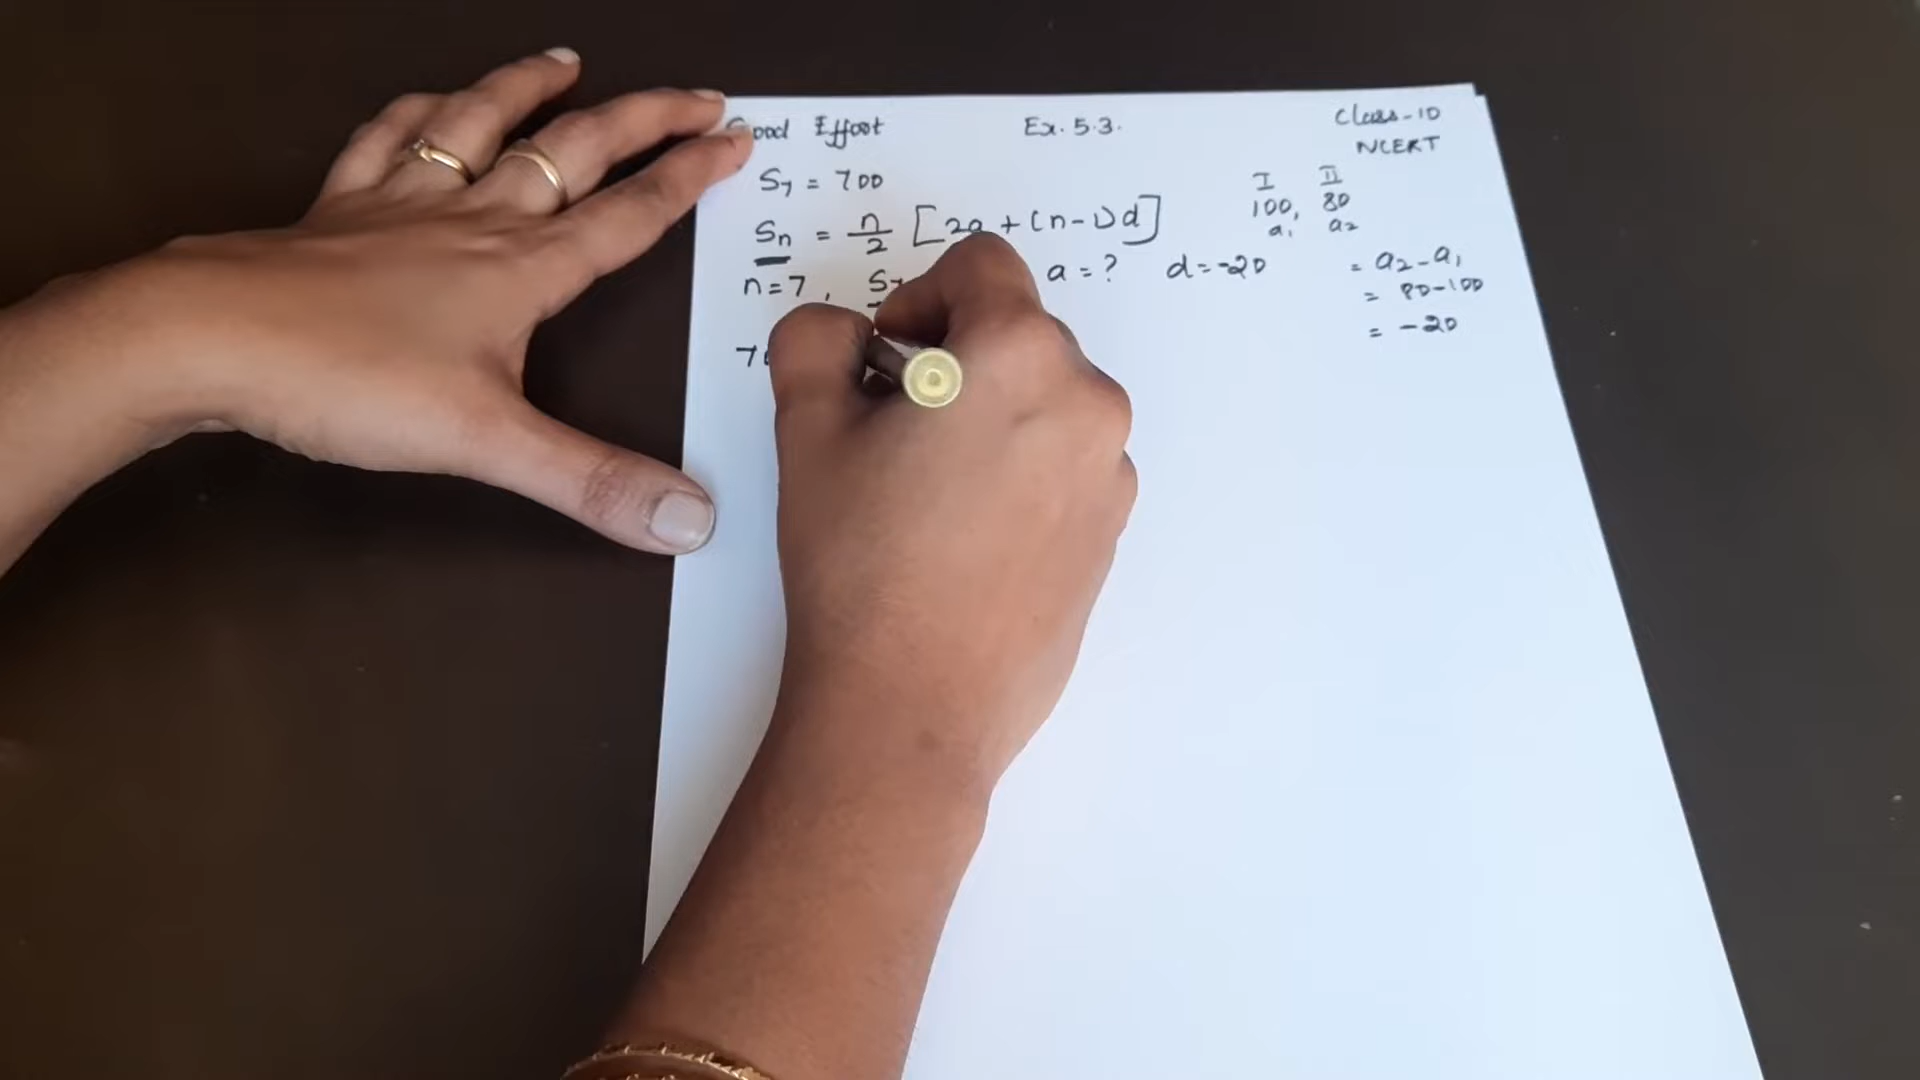 Good Effort
Ex. 5.3.
Class-10
NCERT
S₇ = 700
Sn = n/2 [2a + (n-1)d]
n=7, S₇
a = ?
d=-20
I II
100, 80
a₁ a₂
= a₂-a₁
= 80-100
= -20